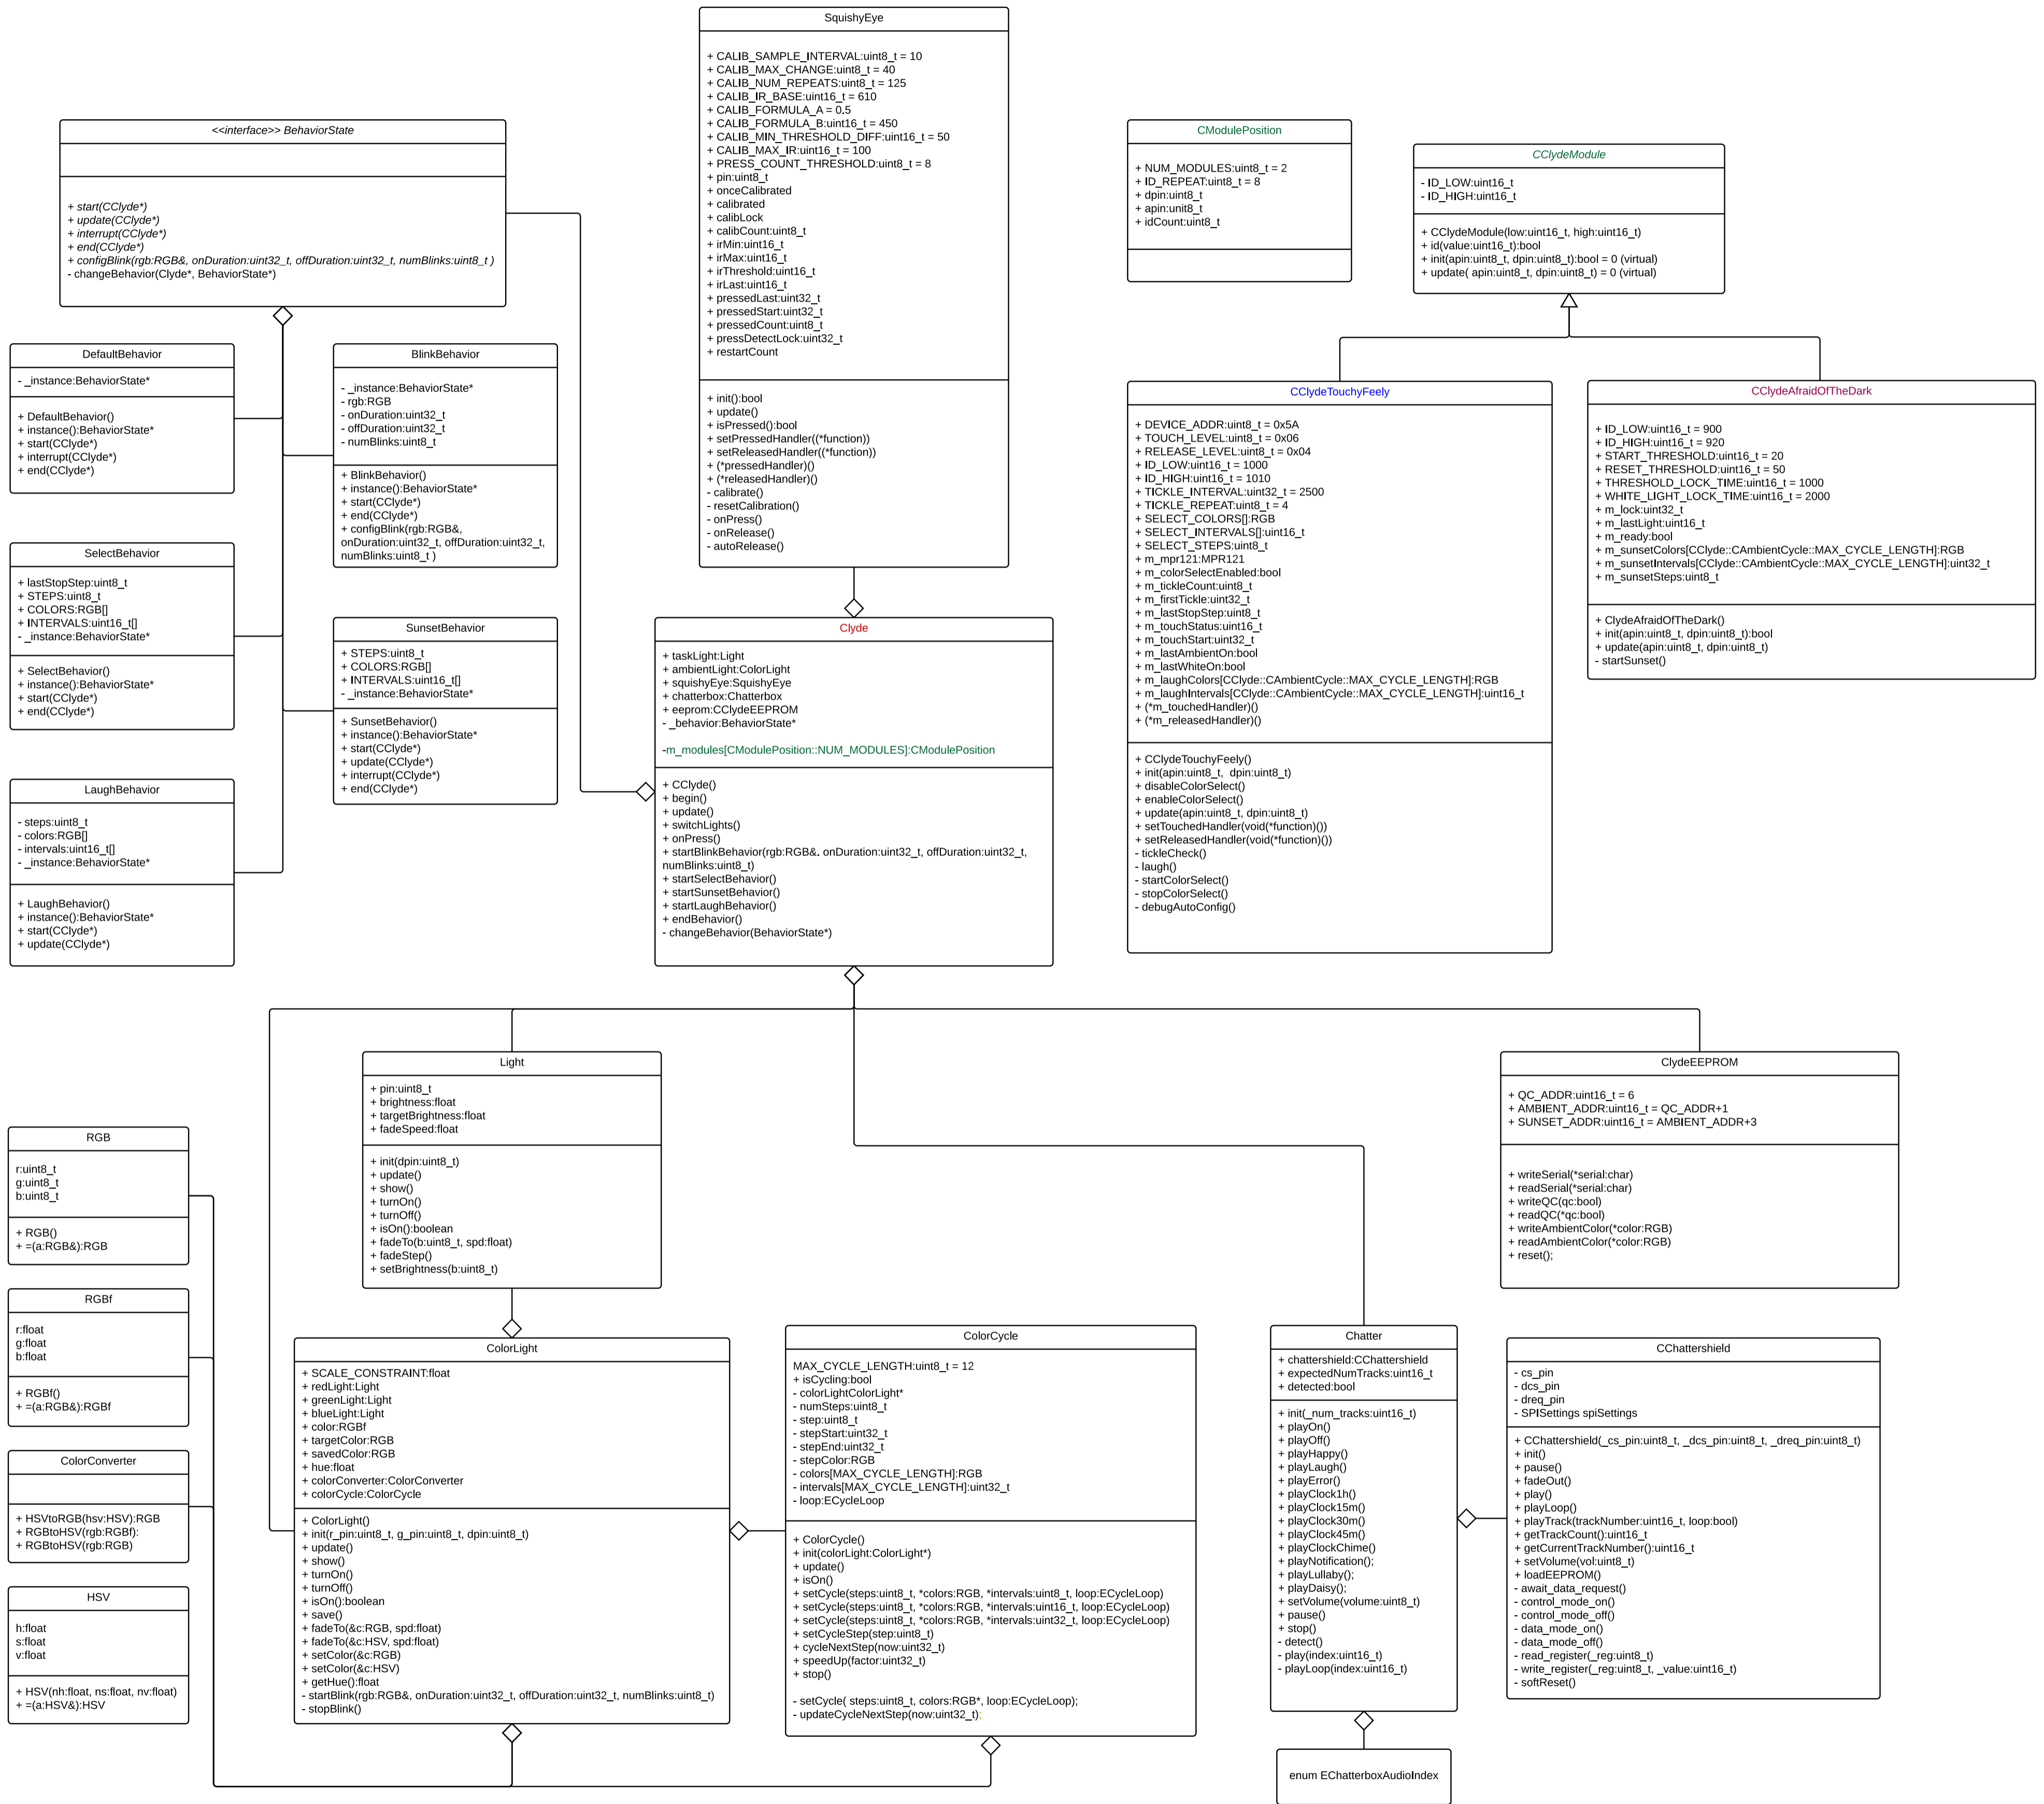 SquishyEye
+ CALIB_SAMPLE_INTERVAL:uint8_t = 10
+ CALIB_MAX_CHANGE:uint8_t = 40
+ CALIB_NUM_REPEATS:uint8_t = 125
+ CALIB_IR_BASE:uint16_t = 610
+ CALIB_FORMULA_A = 0.5
+ CALIB_FORMULA_B:uint16_t = 450
+ CALIB_MIN_THRESHOLD_DIFF:uint16_t = 50
+ CALIB_MAX_IR:uint16_t = 100
+ PRESS_COUNT_THRESHOLD:uint8_t = 8
+ pin:uint8_t
+ onceCalibrated
+ calibrated
+ calibLock
+ calibCount:uint8_t
+ irMin:uint16_t
+ irMax:uint16_t
+ irThreshold:uint16_t
+ irLast:uint16_t
+ pressedLast:uint32_t
+ pressedStart:uint32_t
+ pressedCount:uint8_t
+ pressDetectLock:uint32_t
+ restartCount
+ init():bool
+ update()
+ isPressed():bool
+ setPressedHandler((*function))
+ setReleasedHandler((*function))
+ (*pressedHandler)()
+ (*releasedHandler)()
- calibrate()
- resetCalibration()
- onPress()
- onRelease()
- autoRelease()
<<interface>> BehaviorState
+ start(CClyde*)
+ update(CClyde*)
+ interrupt(CClyde*)
+ end(CClyde*)
+ configBlink(rgb:RGB&, onDuration:uint32_t, offDuration:uint32_t, numBlinks:uint8_t )
- changeBehavior(Clyde*, BehaviorState*)
CModulePosition
+ NUM_MODULES:uint8_t = 2
+ ID_REPEAT:uint8_t = 8
+ dpin:uint8_t
+ apin:unit8_t
+ idCount:uint8_t
CClydeModule
- ID_LOW:uint16_t
- ID_HIGH:uint16_t
+ CClydeModule(low:uint16_t, high:uint16_t)
+ id(value:uint16_t):bool
+ init(apin:uint8_t, dpin:uint8_t):bool = 0 (virtual)
+ update( apin:uint8_t, dpin:uint8_t) = 0 (virtual)
DefaultBehavior
- _instance:BehaviorState*
+ DefaultBehavior()
+ instance():BehaviorState*
+ start(CClyde*)
+ interrupt(CClyde*)
+ end(CClyde*)
BlinkBehavior
- _instance:BehaviorState*
- rgb:RGB
- onDuration:uint32_t
- offDuration:uint32_t
- numBlinks:uint8_t
+ BlinkBehavior()
+ instance():BehaviorState*
+ start(CClyde*)
+ end(CClyde*)
+ configBlink(rgb:RGB&,
onDuration:uint32_t, offDuration:uint32_t,
numBlinks:uint8_t )
SelectBehavior
+ lastStopStep:uint8_t
+ STEPS:uint8_t
+ COLORS:RGB[]
+ INTERVALS:uint16_t[]
- _instance:BehaviorState*
+ SelectBehavior()
+ instance():BehaviorState*
+ start(CClyde*)
+ end(CClyde*)
SunsetBehavior
+ STEPS:uint8_t
+ COLORS:RGB[]
+ INTERVALS:uint16_t[]
- _instance:BehaviorState*
+ SunsetBehavior()
+ instance():BehaviorState*
+ start(CClyde*)
+ update(CClyde*)
+ interrupt(CClyde*)
+ end(CClyde*)
LaughBehavior
- steps:uint8_t
- colors:RGB[]
- intervals:uint16_t[]
- _instance:BehaviorState*
+ LaughBehavior()
+ instance():BehaviorState*
+ start(CClyde*)
+ update(CClyde*)
Clyde
+ taskLight:Light
+ ambientLight:ColorLight
+ squishyEye:SquishyEye
+ chatterbox:Chatterbox
+ eeprom:CClydeEEPROM
- _behavior:BehaviorState*
-m_modules[CModulePosition::NUM_MODULES]:CModulePosition
+ CClyde()
+ begin()
+ update()
+ switchLights()
+ onPress()
+ startBlinkBehavior(rgb:RGB&. onDuration:uint32_t, offDuration:uint32_t,
numBlinks:uint8_t)
+ startSelectBehavior()
+ startSunsetBehavior()
+ startLaughBehavior()
+ endBehavior()
- changeBehavior(BehaviorState*)
CClydeTouchyFeely
+ DEVICE_ADDR:uint8_t = 0x5A
+ TOUCH_LEVEL:uint8_t = 0x06
+ RELEASE_LEVEL:uint8_t = 0x04
+ ID_LOW:uint16_t = 1000
+ ID_HIGH:uint16_t = 1010
+ TICKLE_INTERVAL:uint32_t = 2500
+ TICKLE_REPEAT:uint8_t = 4
+ SELECT_COLORS[]:RGB
+ SELECT_INTERVALS[]:uint16_t
+ SELECT_STEPS:uint8_t
+ m_mpr121:MPR121
+ m_colorSelectEnabled:bool
+ m_tickleCount:uint8_t
+ m_firstTickle:uint32_t
+ m_lastStopStep:uint8_t
+ m_touchStatus:uint16_t
+ m_touchStart:uint32_t
+ m_lastAmbientOn:bool
+ m_lastWhiteOn:bool
+ m_laughColors[CClyde::CAmbientCycle::MAX_CYCLE_LENGTH]:RGB
+ m_laughIntervals[CClyde::CAmbientCycle::MAX_CYCLE_LENGTH]:uint16_t
+ (*m_touchedHandler)()
+ (*m_releasedHandler)()
+ CClydeTouchyFeely()
+ init(apin:uint8_t,  dpin:uint8_t)
+ disableColorSelect()
+ enableColorSelect()
+ update(apin:uint8_t, dpin:uint8_t)
+ setTouchedHandler(void(*function)())
+ setReleasedHandler(void(*function)())
- tickleCheck()
- laugh()
- startColorSelect()
- stopColorSelect()
- debugAutoConfig()
CClydeAfraidOfTheDark
+ ID_LOW:uint16_t = 900
+ ID_HIGH:uint16_t = 920
+ START_THRESHOLD:uint16_t = 20
+ RESET_THRESHOLD:uint16_t = 50
+ THRESHOLD_LOCK_TIME:uint16_t = 1000
+ WHITE_LIGHT_LOCK_TIME:uint16_t = 2000
+ m_lock:uint32_t
+ m_lastLight:uint16_t
+ m_ready:bool
+ m_sunsetColors[CClyde::CAmbientCycle::MAX_CYCLE_LENGTH]:RGB
+ m_sunsetIntervals[CClyde::CAmbientCycle::MAX_CYCLE_LENGTH]:uint32_t
+ m_sunsetSteps:uint8_t
+ ClydeAfraidOfTheDark()
+ init(apin:uint8_t, dpin:uint8_t):bool
+ update(apin:uint8_t, dpin:uint8_t)
- startSunset()
Light
+ pin:uint8_t
+ brightness:float
+ targetBrightness:float
+ fadeSpeed:float
+ init(dpin:uint8_t)
+ update()
+ show()
+ turnOn()
+ turnOff()
+ isOn():boolean
+ fadeTo(b:uint8_t, spd:float)
+ fadeStep()
+ setBrightness(b:uint8_t)
ClydeEEPROM
+ QC_ADDR:uint16_t = 6
+ AMBIENT_ADDR:uint16_t = QC_ADDR+1
+ SUNSET_ADDR:uint16_t = AMBIENT_ADDR+3
+ writeSerial(*serial:char)
+ readSerial(*serial:char)
+ writeQC(qc:bool)
+ readQC(*qc:bool)
+ writeAmbientColor(*color:RGB)
+ readAmbientColor(*color:RGB)
+ reset();
RGB
r:uint8_t
g:uint8_t
b:uint8_t
+ RGB()
+ =(a:RGB&):RGB
RGBf
r:float
g:float
b:float
+ RGBf()
+ =(a:RGB&):RGBf
ColorConverter
+ HSVtoRGB(hsv:HSV):RGB
+ RGBtoHSV(rgb:RGBf):
+ RGBtoHSV(rgb:RGB)
HSV
h:float
s:float
v:float
+ HSV(nh:float, ns:float, nv:float)
+ =(a:HSV&):HSV
ColorLight
+ SCALE_CONSTRAINT:float
+ redLight:Light
+ greenLight:Light
+ blueLight:Light
+ color:RGBf
+ targetColor:RGB
+ savedColor:RGB
+ hue:float
+ colorConverter:ColorConverter
+ colorCycle:ColorCycle
+ ColorLight()
+ init(r_pin:uint8_t, g_pin:uint8_t, dpin:uint8_t)
+ update()
+ show()
+ turnOn()
+ turnOff()
+ isOn():boolean
+ save()
+ fadeTo(&c:RGB, spd:float)
+ fadeTo(&c:HSV, spd:float)
+ setColor(&c:RGB)
+ setColor(&c:HSV)
+ getHue():float
- startBlink(rgb:RGB&, onDuration:uint32_t, offDuration:uint32_t, numBlinks:uint8_t)
- stopBlink()
ColorCycle
MAX_CYCLE_LENGTH:uint8_t = 12
+ isCycling:bool
- colorLightColorLight*
- numSteps:uint8_t
- step:uint8_t
- stepStart:uint32_t
- stepEnd:uint32_t
- stepColor:RGB
- colors[MAX_CYCLE_LENGTH]:RGB
- intervals[MAX_CYCLE_LENGTH]:uint32_t
- loop:ECycleLoop
+ ColorCycle()
+ init(colorLight:ColorLight*)
+ update()
+ isOn()
+ setCycle(steps:uint8_t, *colors:RGB, *intervals:uint8_t, loop:ECycleLoop)
+ setCycle(steps:uint8_t, *colors:RGB, *intervals:uint16_t, loop:ECycleLoop)
+ setCycle(steps:uint8_t, *colors:RGB, *intervals:uint32_t, loop:ECycleLoop)
+ setCycleStep(step:uint8_t)
+ cycleNextStep(now:uint32_t)
+ speedUp(factor:uint32_t)
+ stop()
- setCycle( steps:uint8_t, colors:RGB*, loop:ECycleLoop);
- updateCycleNextStep(now:uint32_t);
Chatter
+ chattershield:CChattershield
+ expectedNumTracks:uint16_t
+ detected:bool
+ init(_num_tracks:uint16_t)
+ playOn()
+ playOff()
+ playHappy()
+ playLaugh()
+ playError()
+ playClock1h()
+ playClock15m()
+ playClock30m()
+ playClock45m()
+ playClockChime()
+ playNotification();
+ playLullaby();
+ playDaisy();
+ setVolume(volume:uint8_t)
+ pause()
+ stop()
- detect()
- play(index:uint16_t)
- playLoop(index:uint16_t)
CChattershield
- cs_pin
- dcs_pin
- dreq_pin
- SPISettings spiSettings
+ CChattershield(_cs_pin:uint8_t, _dcs_pin:uint8_t, _dreq_pin:uint8_t)
+ init()
+ pause()
+ fadeOut()
+ play()
+ playLoop()
+ playTrack(trackNumber:uint16_t, loop:bool)
+ getTrackCount():uint16_t
+ getCurrentTrackNumber():uint16_t
+ setVolume(vol:uint8_t)
+ loadEEPROM()
- await_data_request()
- control_mode_on()
- control_mode_off()
- data_mode_on()
- data_mode_off()
- read_register(_reg:uint8_t)
- write_register(_reg:uint8_t, _value:uint16_t)
- softReset()
enum EChatterboxAudioIndex